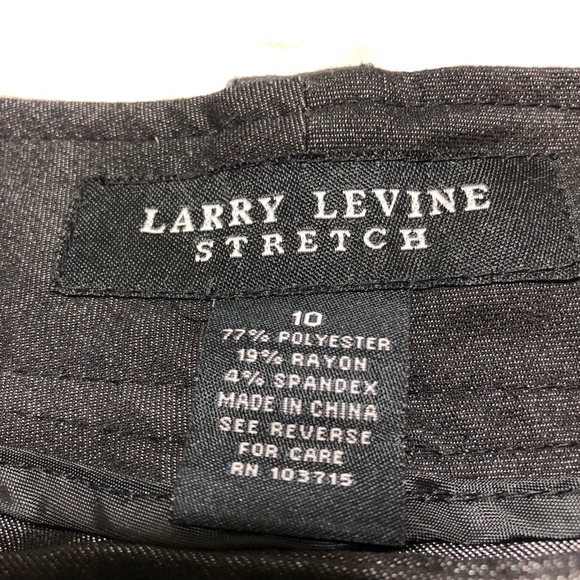 LARRY LEVINE
STRETCH
10
77% POLYESTER
19% RAYON
4% SPANDEX
MADE IN CHINA
SEE REVERSE
FOR CARE
RN 103715